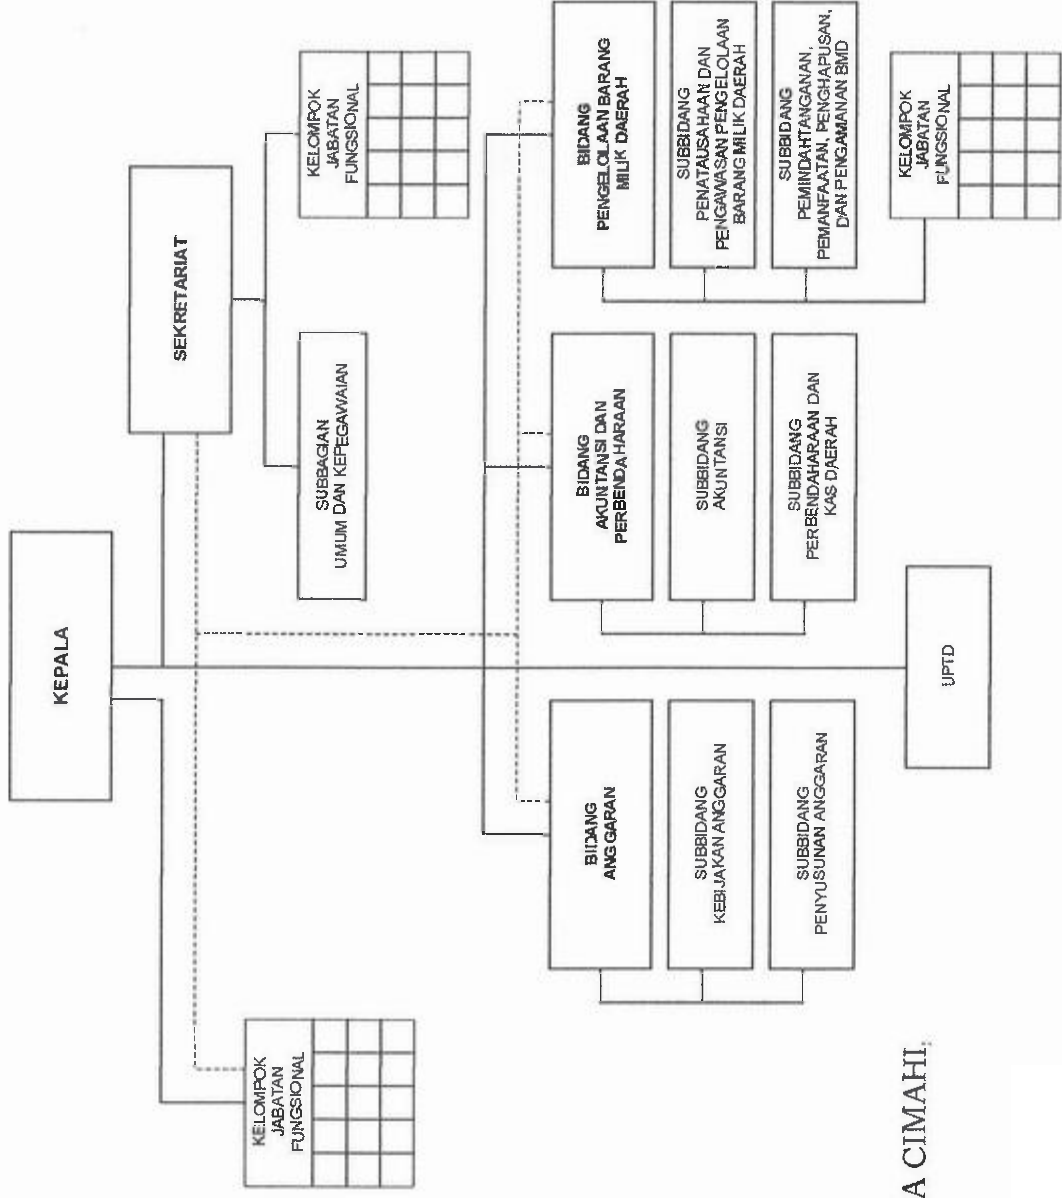 KEPALA
SEKRETARIAT
KELOMPOK
JABATAN
FUNGSIONAL
SUBBAGIAN
UMUM DAN KEPEGAWAIAN
KELOMPOK
JABATAN
FUNGSIONAL
BIDANG
ANGGARAN
SUBBIDANG
KEBIJAKAN ANGGARAN
SUBBIDANG
PENYUSUNAN ANGGARAN
BIDANG
AKUNTANSI DAN
PERBENDAHARAAN
SUBBIDANG
AKUNTANSI
SUBBIDANG
PERBENDAHARAAN DAN
KAS DAERAH
BIDANG
PENGELOLAAN BARANG
MILIK DAERAH
SUBBIDANG
PENATAUSAHAAN DAN
PENGAWASAN PENGELOLAAN
BARANG MILIK DAERAH
SUBBIDANG
PEMINDAHTANGANAN,
PEMANFAATAN, PENGHAPUSAN,
DAN PENGAMANAN BMD
KELOMPOK
JABATAN
FUNGSIONAL
UPTD
A CIMAHI,